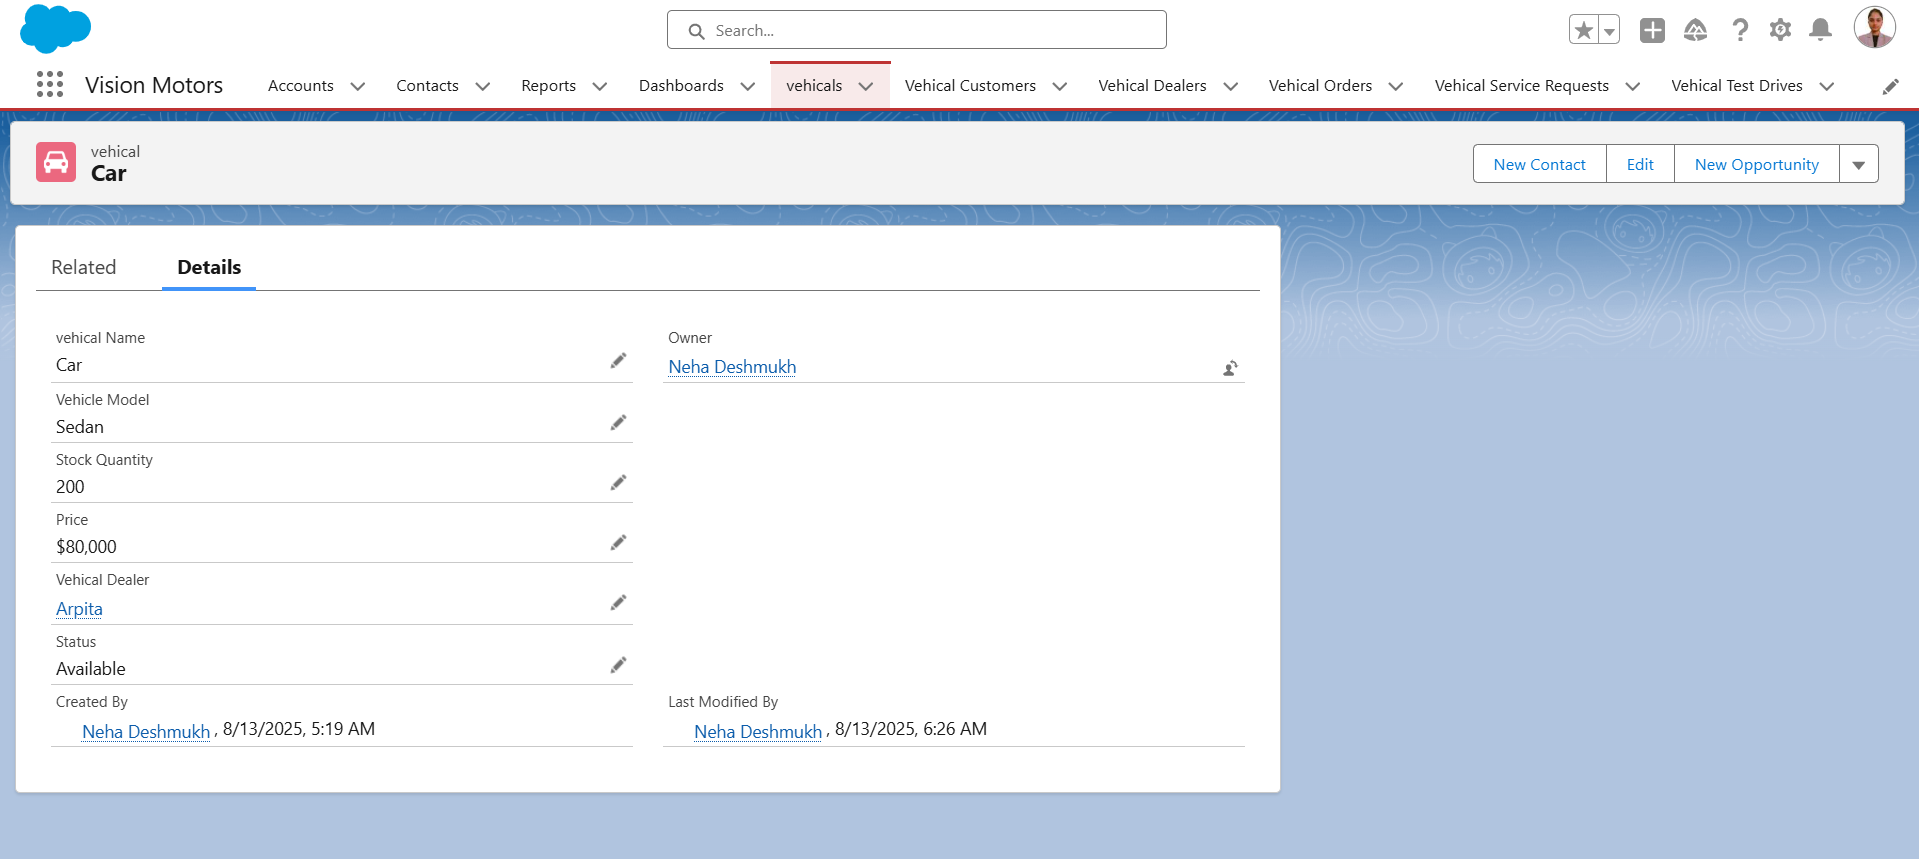 Search...
Vision Motors Accounts Contacts Reports Dashboards vehicals Vehical Customers Vehical Dealers Vehical Orders Vehical Service Requests Vehical Test Drives
vehical
Car
New Contact Edit New Opportunity
Related Details
vehical Name Owner
Car Neha Deshmukh
Vehicle Model
Sedan
Stock Quantity
200
Price
$80,000
Vehical Dealer
Arpita
Status
Available
Created By Last Modified By
Neha Deshmukh , 8/13/2025, 5:19 AM Neha Deshmukh , 8/13/2025, 6:26 AM